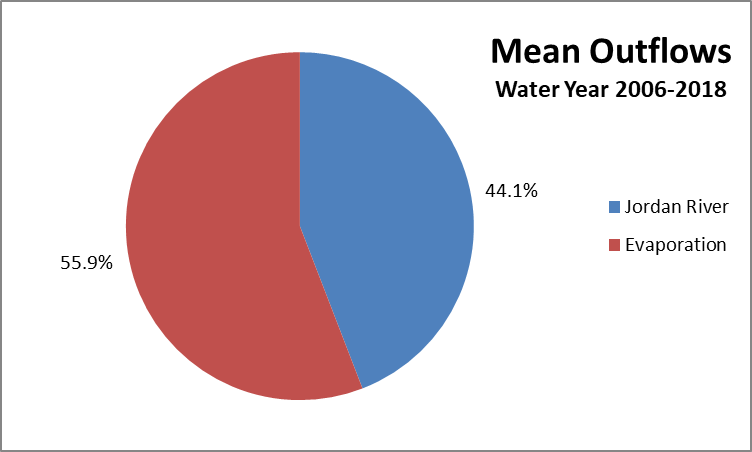 Mean Outflows
Water Year 2006-2018
44.1%
Jordan River
Evaporation
55.9%